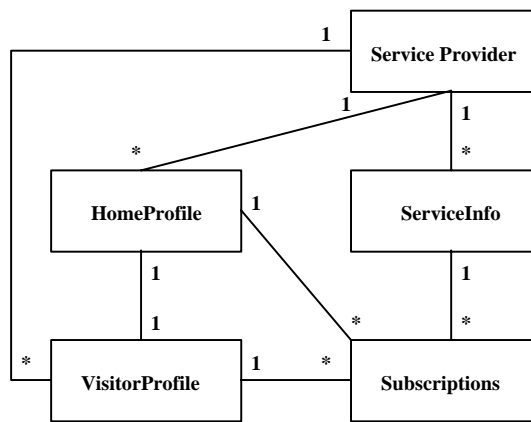 1
Service Provider
1
1
*
*
HomeProfile
1
ServiceInfo
1
1
1
*
*
*
VisitorProfile
1
*
Subscriptions